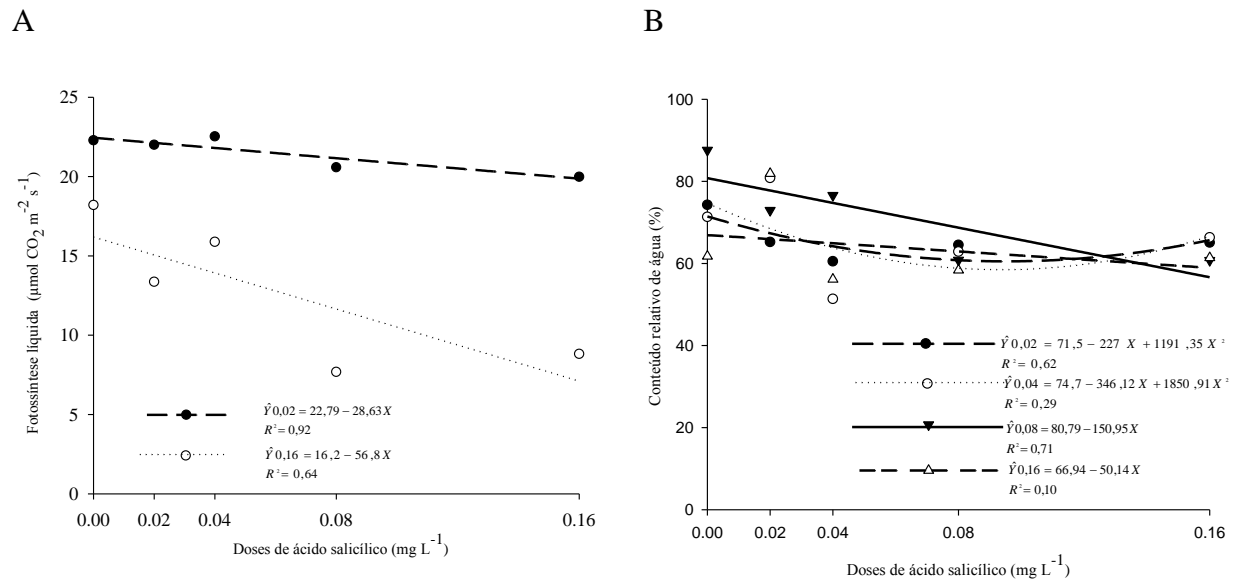 A
Fotossíntese líquida (µmol CO2 m-2 s-1)
25
20
15
10
5
0
Ŷ0,02 = 22,79 − 28,63X
R² = 0,92
Ŷ0,16 = 16,2 − 56,8X
R² = 0,64
0.00 0.02 0.04 0.08 0.16
Doses de ácido salicílico (mg L-1)
B
Conteúdo relativo de água (%)
100
80
60
40
20
0
Ŷ0,02 = 71,5 − 227 X + 1191 ,35 X ²
R² = 0,62
Ŷ0,04 = 74,7 − 346,12 X + 1850 ,91 X ²
R² = 0,29
Ŷ0,08 = 80,79 − 150,95X
R² = 0,71
Ŷ0,16 = 66,94 − 50,14 X
R² = 0,10
0.00 0.02 0.04 0.08 0.16
Doses de ácido salicílico (mg L-1)